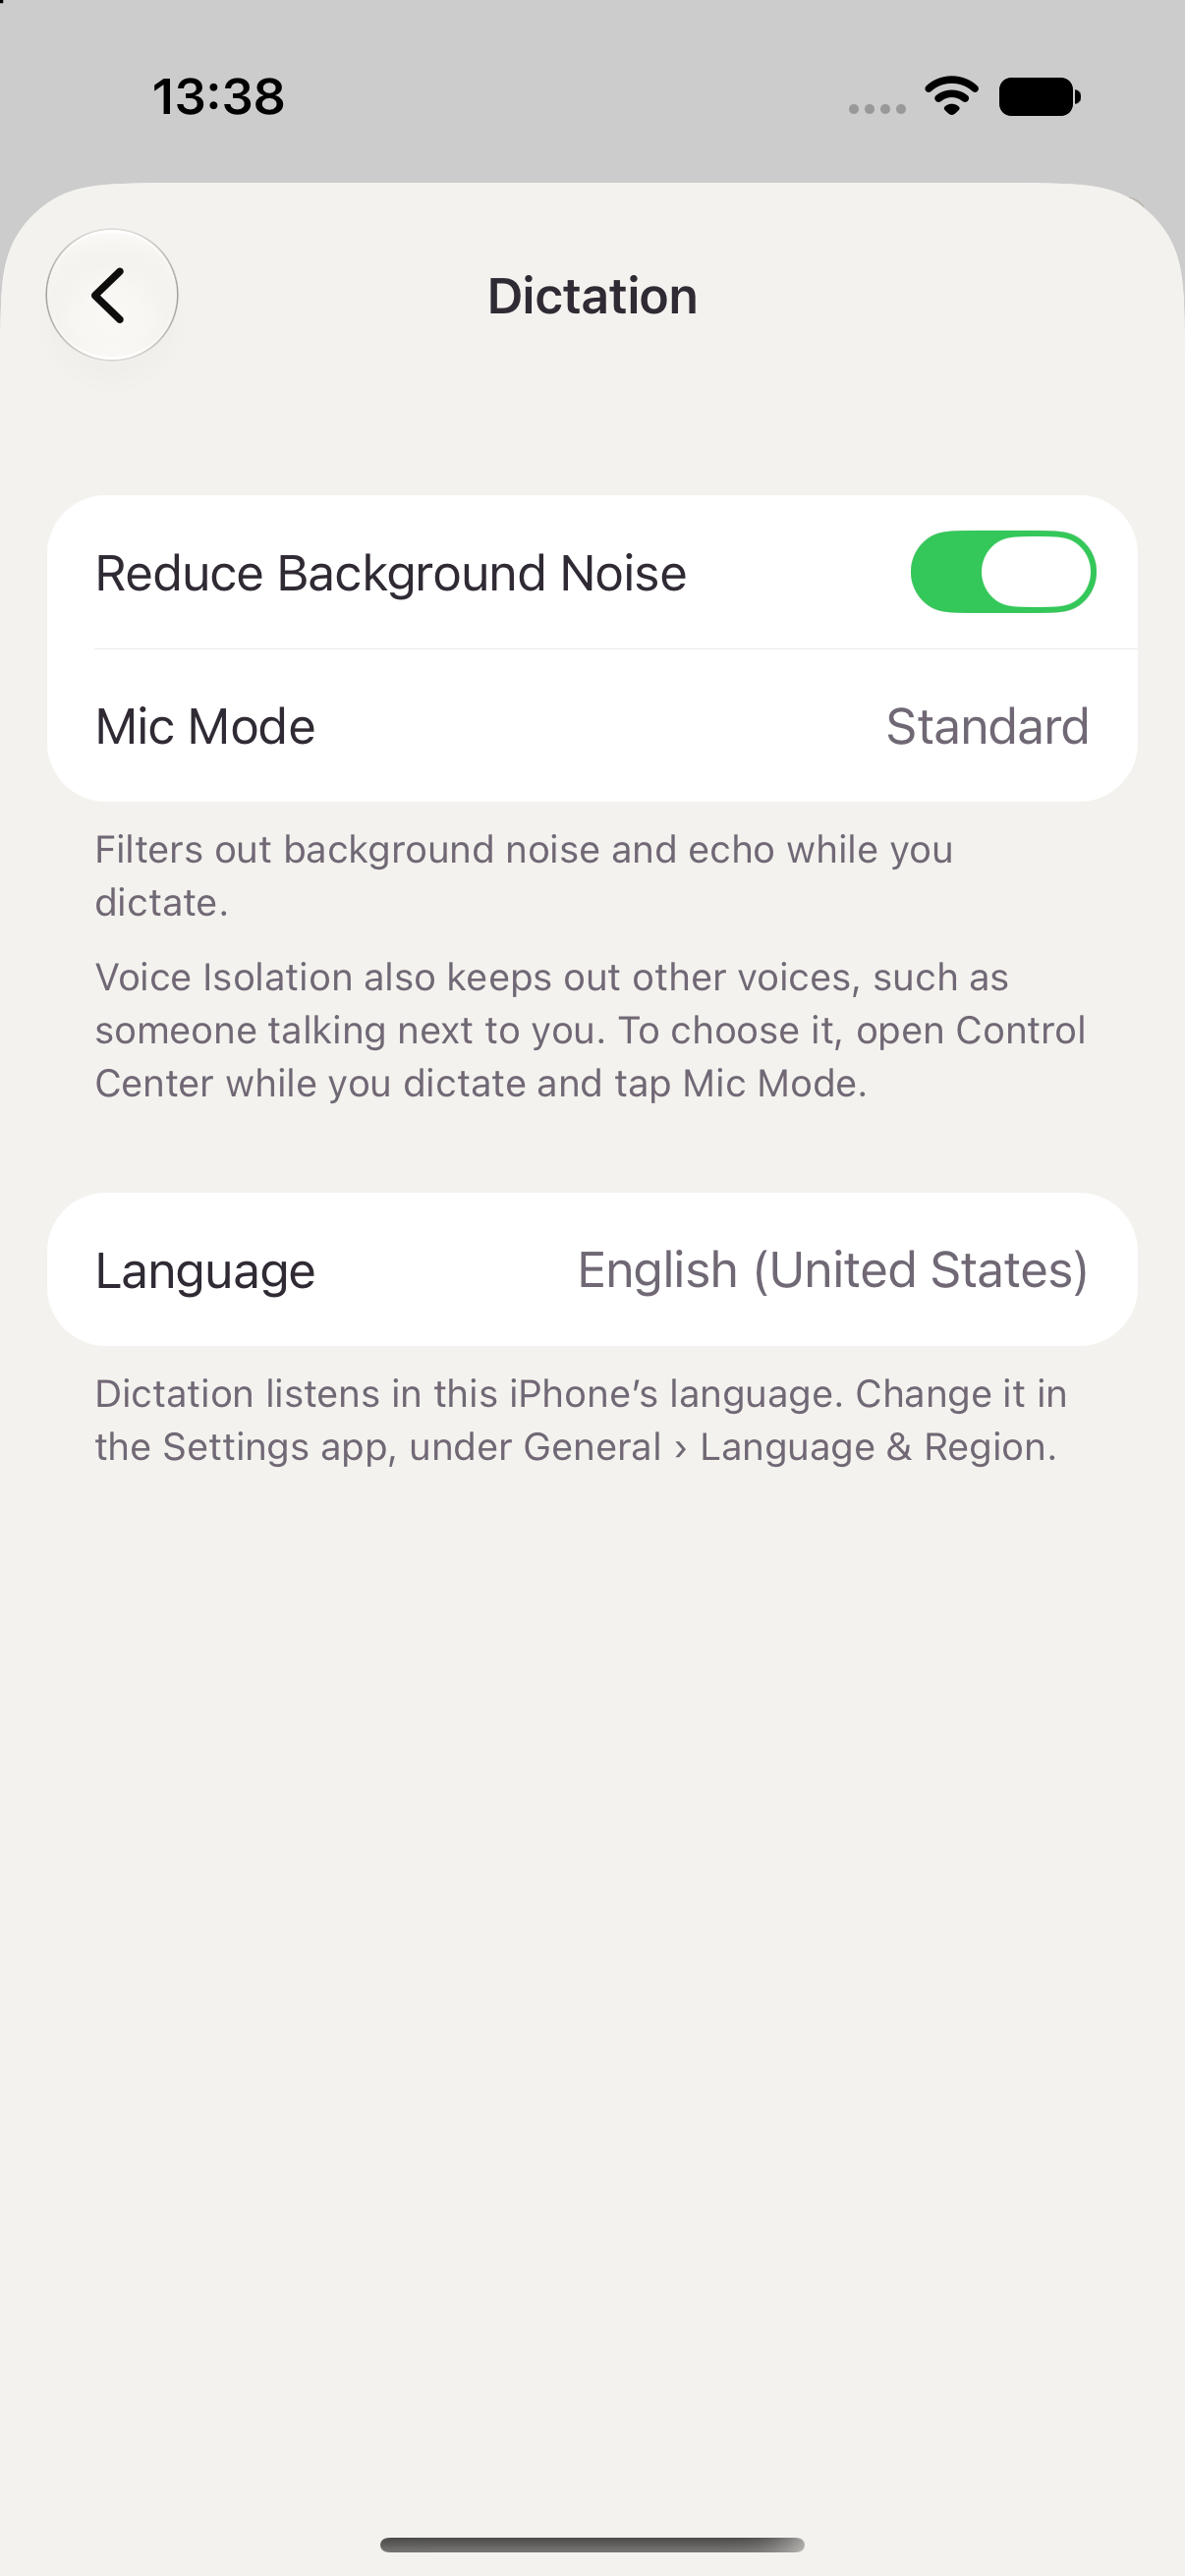 13:38
Dictation
Reduce Background Noise
Mic Mode
Standard
Filters out background noise and echo while you
dictate.
Voice Isolation also keeps out other voices, such as
someone talking next to you. To choose it, open Control
Center while you dictate and tap Mic Mode.
Language
English (United States)
Dictation listens in this iPhone’s language. Change it in
the Settings app, under General › Language & Region.